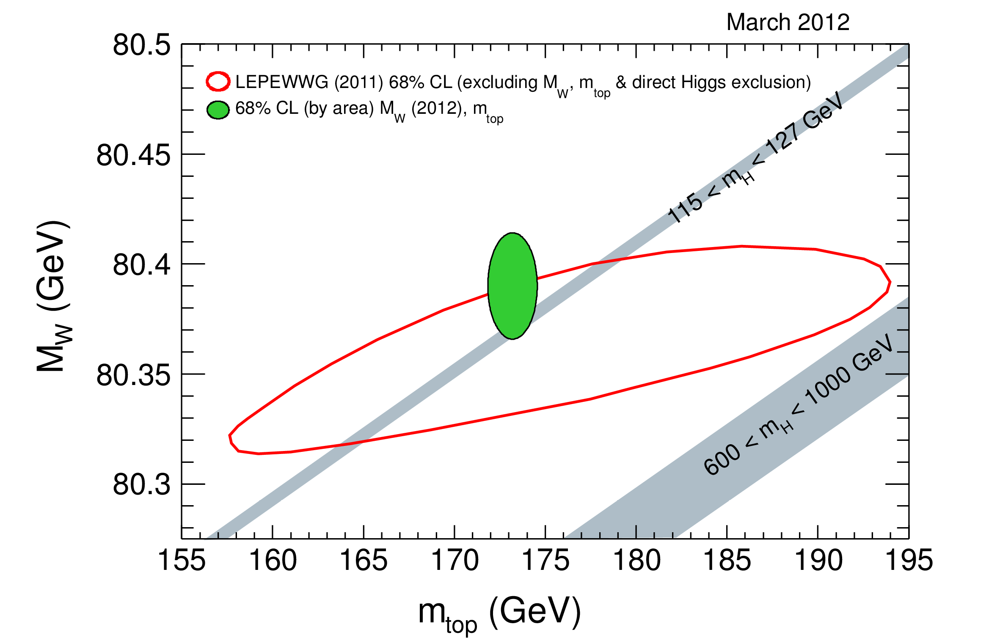 March 2012
80.5
LEPEWWG (2011) 68% CL (excluding M_W, m_top & direct Higgs exclusion)
68% CL (by area) M_W (2012), m_top
115 < m_H < 127 GeV
80.45
80.4
80.35
80.3
M_W (GeV)
600 < m_H < 1000 GeV
155 160 165 170 175 180 185 190 195
m_top (GeV)